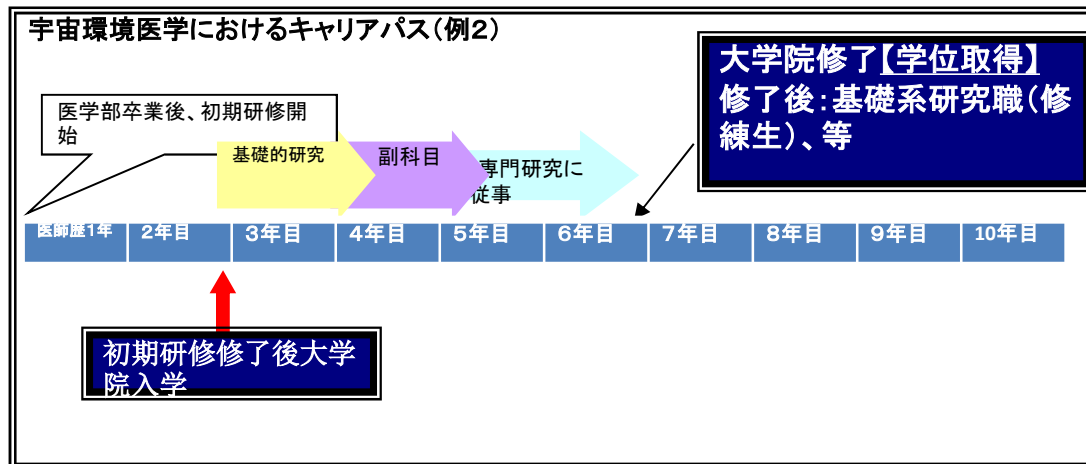 宇宙環境医学におけるキャリアパス（例２）
大学院修了【学位取得】
修了後：基礎系研究職（修
練生）、等
医学部卒業後、初期研修開
始
基礎的研究
副科目
専門研究に
従事
医師歴１年
２年目
３年目
４年目
５年目
６年目
７年目
８年目
９年目
10年目
初期研修修了後大学
院入学